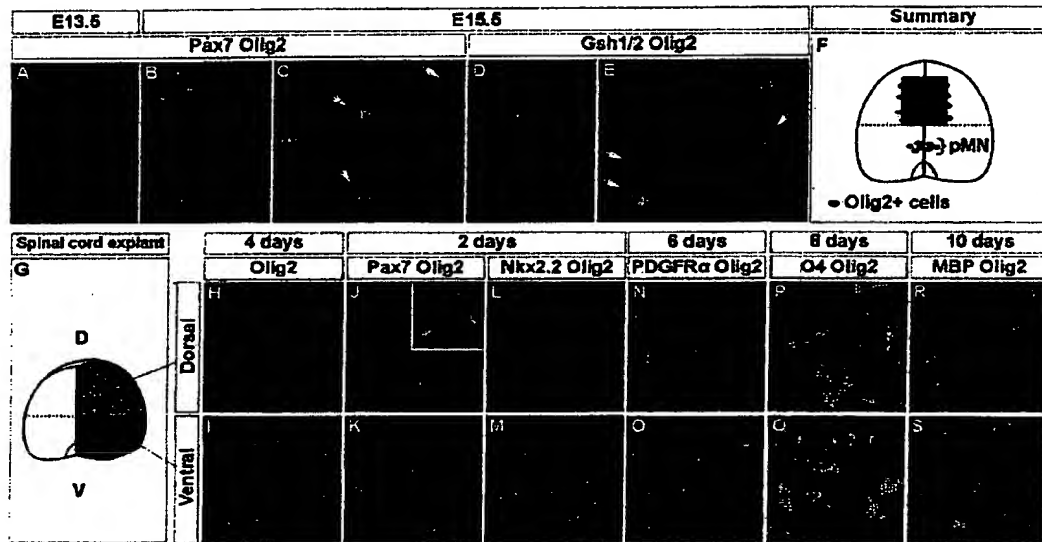 E13.5 E15.5 Summary
Pax7 Olig2 Gsh1/2 Olig2
A B C D E F
pMN
Olig2+ cells
Spinal cord explant 4 days 2 days 6 days 8 days 10 days
Olig2 Pax7 Olig2 Nkx2.2 Olig2 PDGFRα Olig2 O4 Olig2 MBP Olig2
G H J L N P R
D
Dorsal
I K M O Q S
V
Ventral